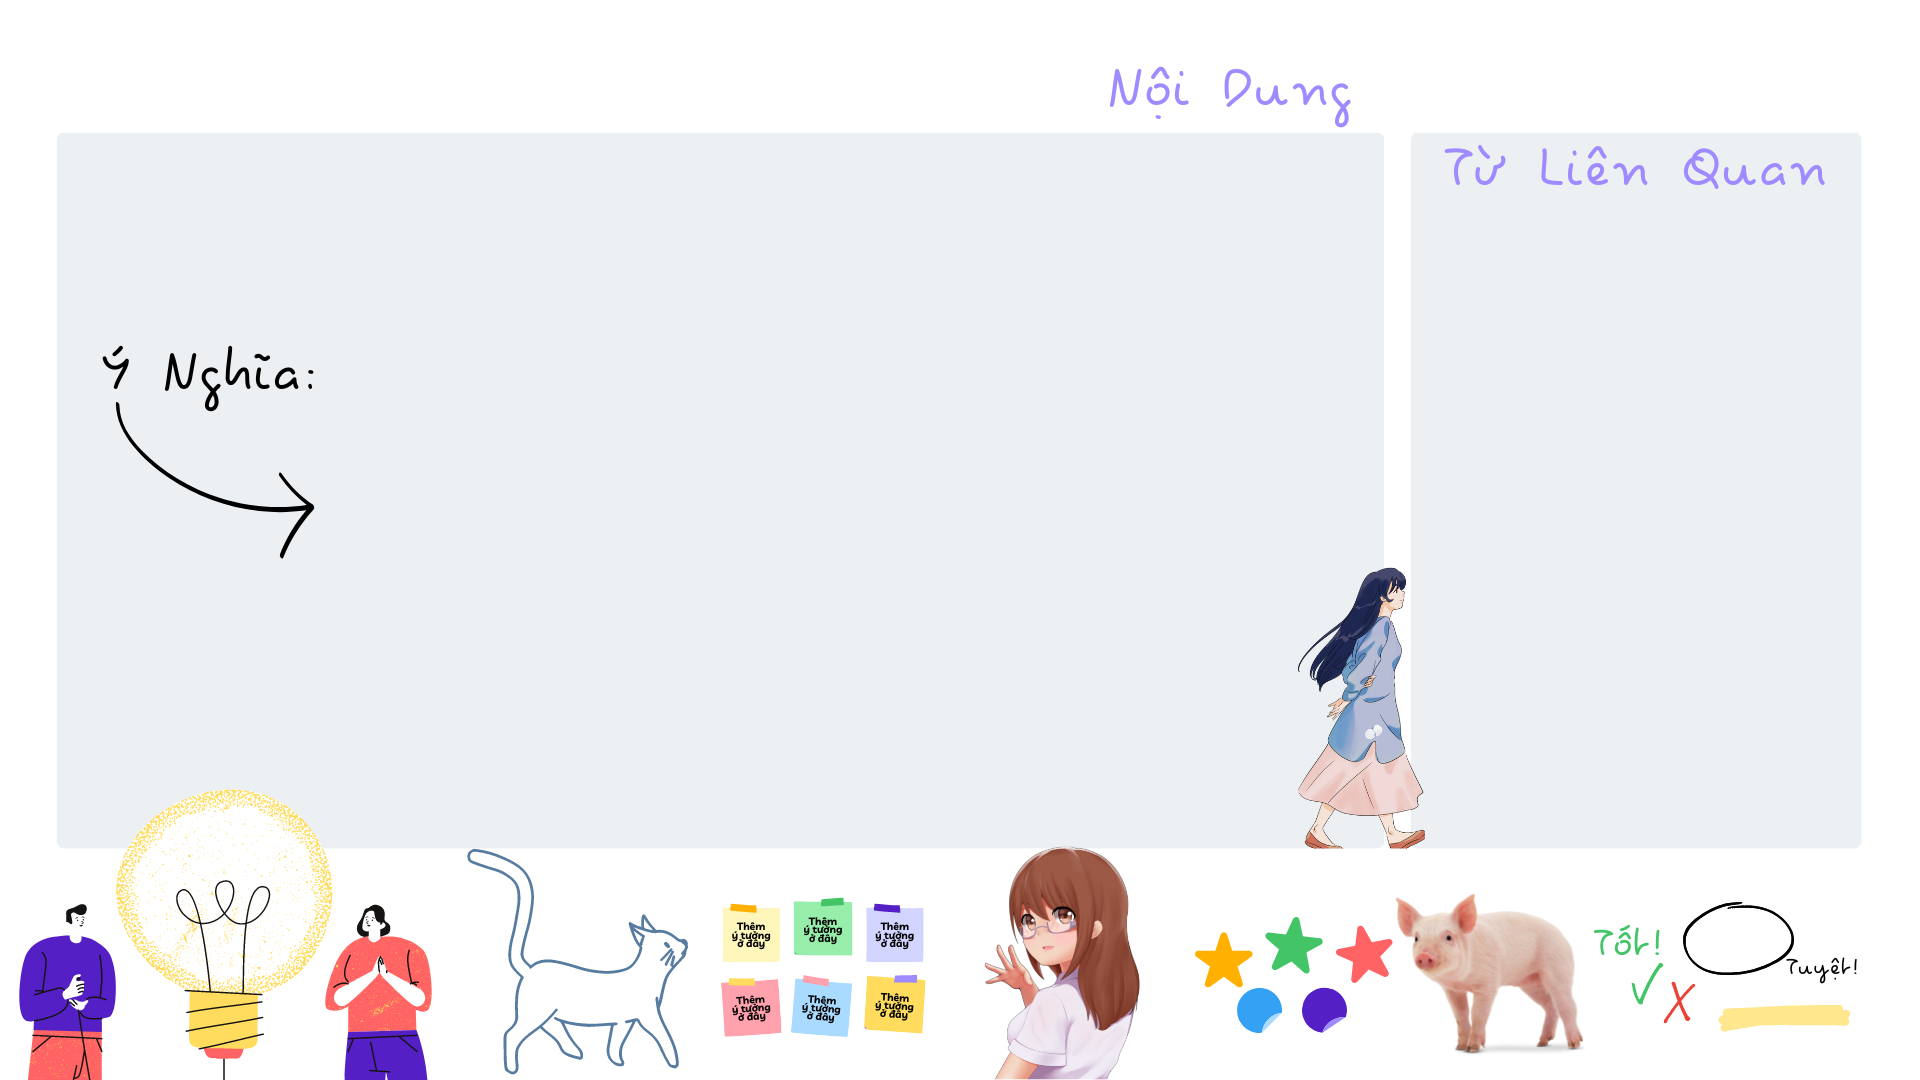 Nội Dung
Từ Liên Quan
Ý Nghĩa:
Thêm
ý tưởng
ở đây
Thêm
ý tưởng
ở đây
Thêm
ý tưởng
ở đây
Thêm
ý tưởng
ở đây
Thêm
ý tưởng
ở đây
Thêm
ý tưởng
ở đây
Tốt!
Tuyệt!